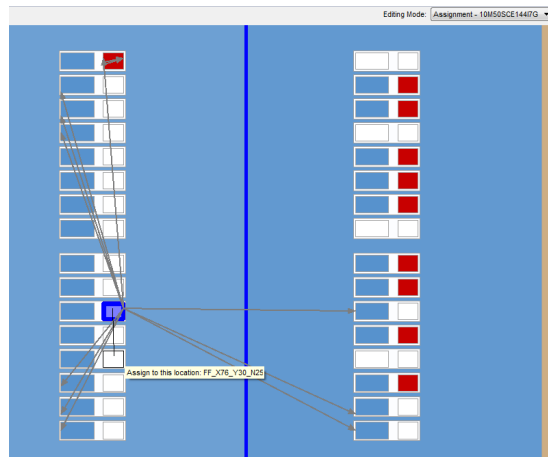 Editing Mode: Assignment - 10M50SCE144I7G
Assign to this location: FF_X76_Y30_N25